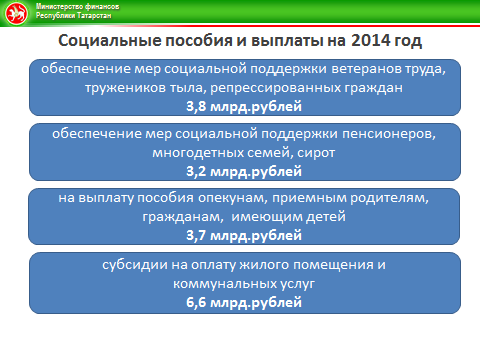 Министерство финансов
Республики Татарстан
Социальные пособия и выплаты на 2014 год
обеспечение мер социальной поддержки ветеранов труда,
тружеников тыла, репрессированных граждан
3,8 млрд.рублей
обеспечение мер социальной поддержки пенсионеров,
многодетных семей, сирот
3,2 млрд.рублей
на выплату пособия опекунам, приемным родителям,
гражданам, имеющим детей
3,7 млрд.рублей
субсидии на оплату жилого помещения и
коммунальных услуг
6,6 млрд.рублей